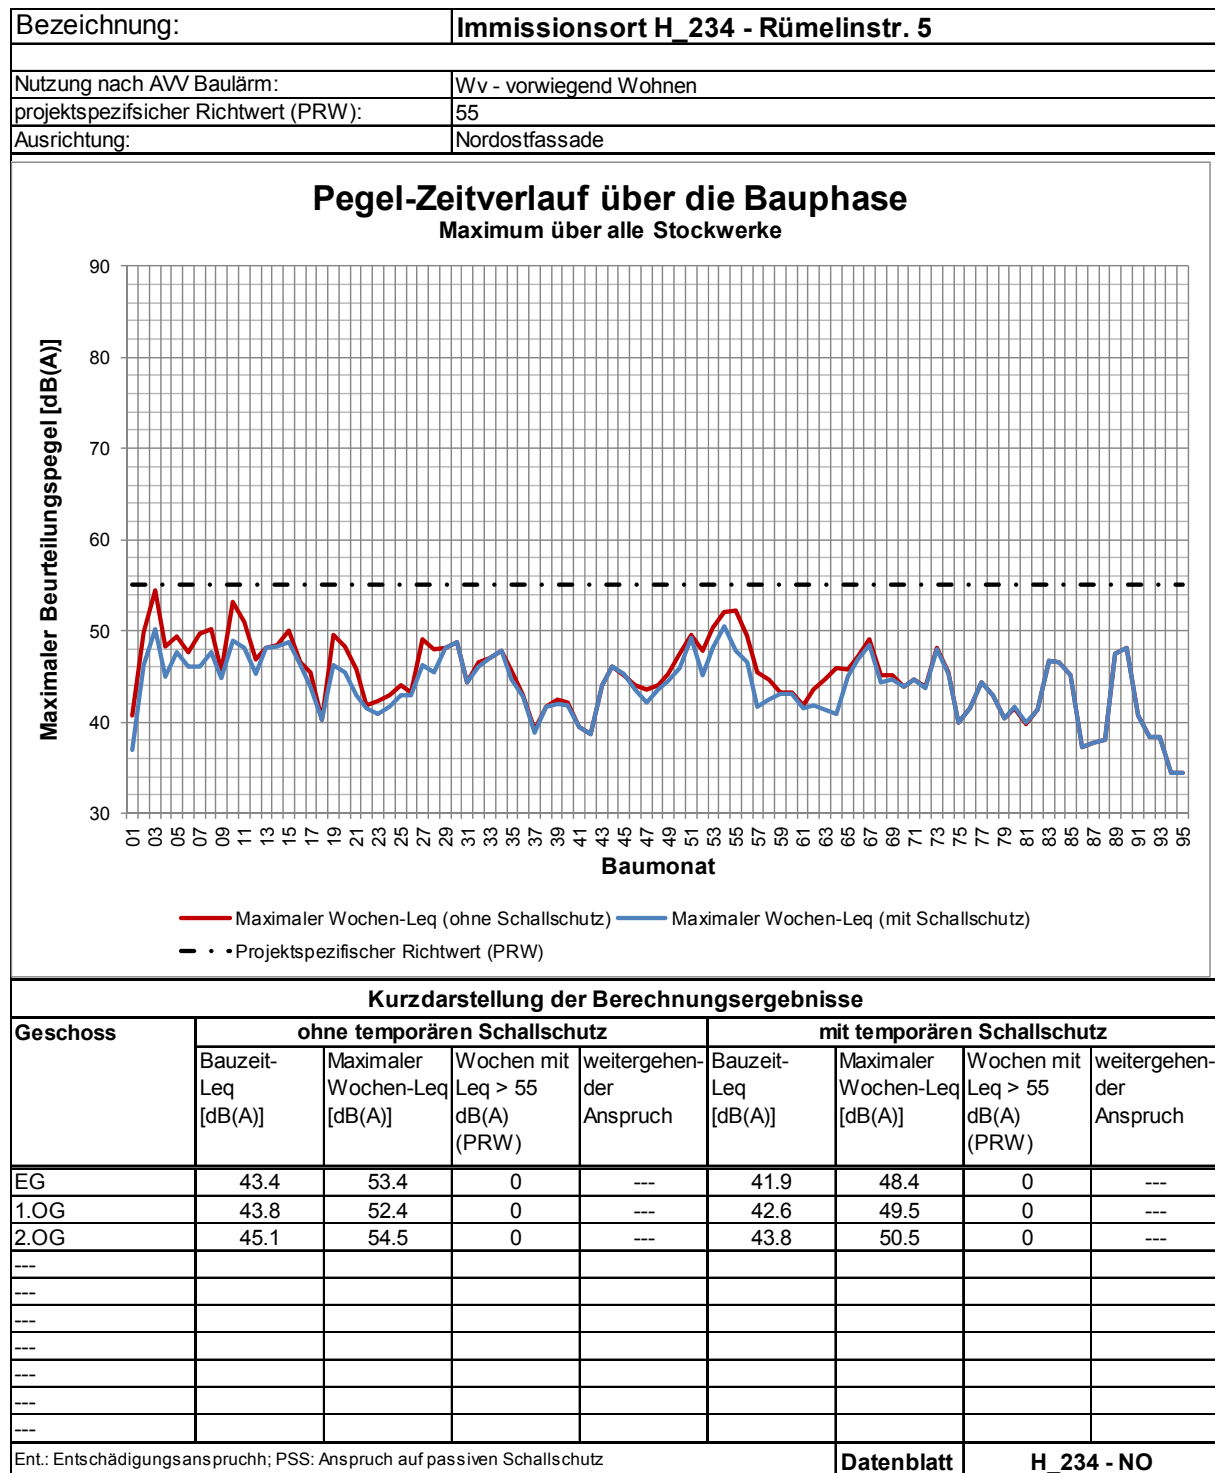 Bezeichnung: Immissionsort H_234 - Rümelinstr. 5
Nutzung nach AVV Baulärm: Wv - vorwiegend Wohnen
projektspezifsicher Richtwert (PRW): 55
Ausrichtung: Nordostfassade
Pegel-Zeitverlauf über die Bauphase
Maximum über alle Stockwerke
Maximaler Beurteilungspegel [dB(A)]
90
80
70
60
50
40
30
01 03 05 07 09 11 13 15 17 19 21 23 25 27 29 31 33 35 37 39 41 43 45 47 49 51 53 55 57 59 61 63 65 67 69 71 73 75 77 79 81 83 85 87 89 91 93 95
Baumonat
Maximaler Wochen-Leq (ohne Schallschutz) Maximaler Wochen-Leq (mit Schallschutz)
Projektspezifischer Richtwert (PRW)
Kurzdarstellung der Berechnungsergebnisse
Geschoss ohne temporären Schallschutz mit temporären Schallschutz
Bauzeit- Maximaler Wochen mit weitergehen- Bauzeit- Maximaler Wochen mit weitergehen-
Leq Wochen-Leq Leq > 55 der Leq Wochen-Leq Leq > 55 der
[dB(A)] [dB(A)] dB(A) Anspruch [dB(A)] [dB(A)] dB(A) Anspruch
(PRW) (PRW)
EG 43.4 53.4 0 --- 41.9 48.4 0 ---
1.OG 43.8 52.4 0 --- 42.6 49.5 0 ---
2.OG 45.1 54.5 0 --- 43.8 50.5 0 ---
---
---
---
---
---
---
---
Ent.: Entschädigungsanspruchh; PSS: Anspruch auf passiven Schallschutz Datenblatt H_234 - NO